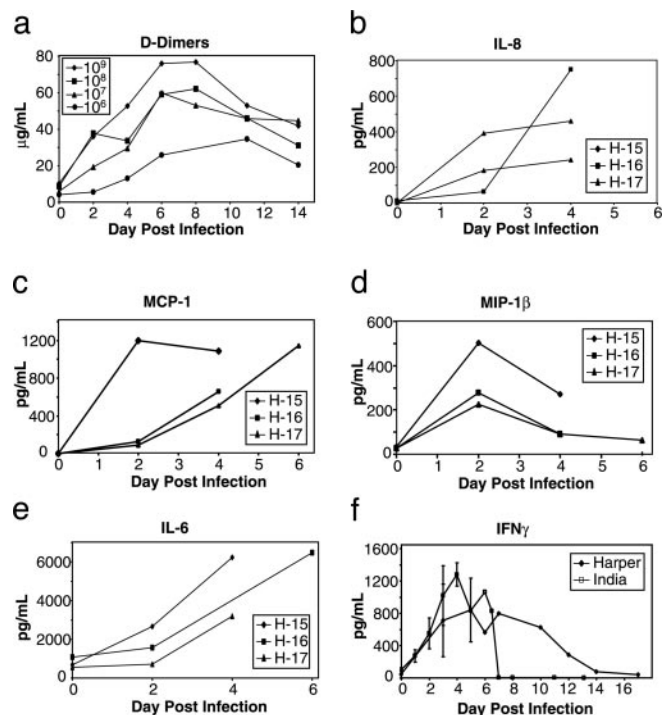 a
D-Dimers
80
60
40
20
0
µg/mL
10⁹
10⁸
10⁷
10⁶
0 2 4 6 8 10 12 14
Day Post Infection
b
IL-8
800
600
400
200
0
pg/mL
H-15
H-16
H-17
0 1 2 3 4 5 6
Day Post Infection
c
MCP-1
1200
800
400
0
pg/mL
H-15
H-16
H-17
0 1 2 3 4 5 6
Day Post Infection
d
MIP-1β
600
400
200
0
pg/mL
H-15
H-16
H-17
0 1 2 3 4 5 6
Day Post Infection
e
IL-6
6000
4000
2000
0
pg/mL
H-15
H-16
H-17
0 2 4 6
Day Post Infection
f
IFNγ
1600
1200
800
400
0
pg/mL
Harper
India
0 2 4 6 8 10 12 14 16
Day Post Infection